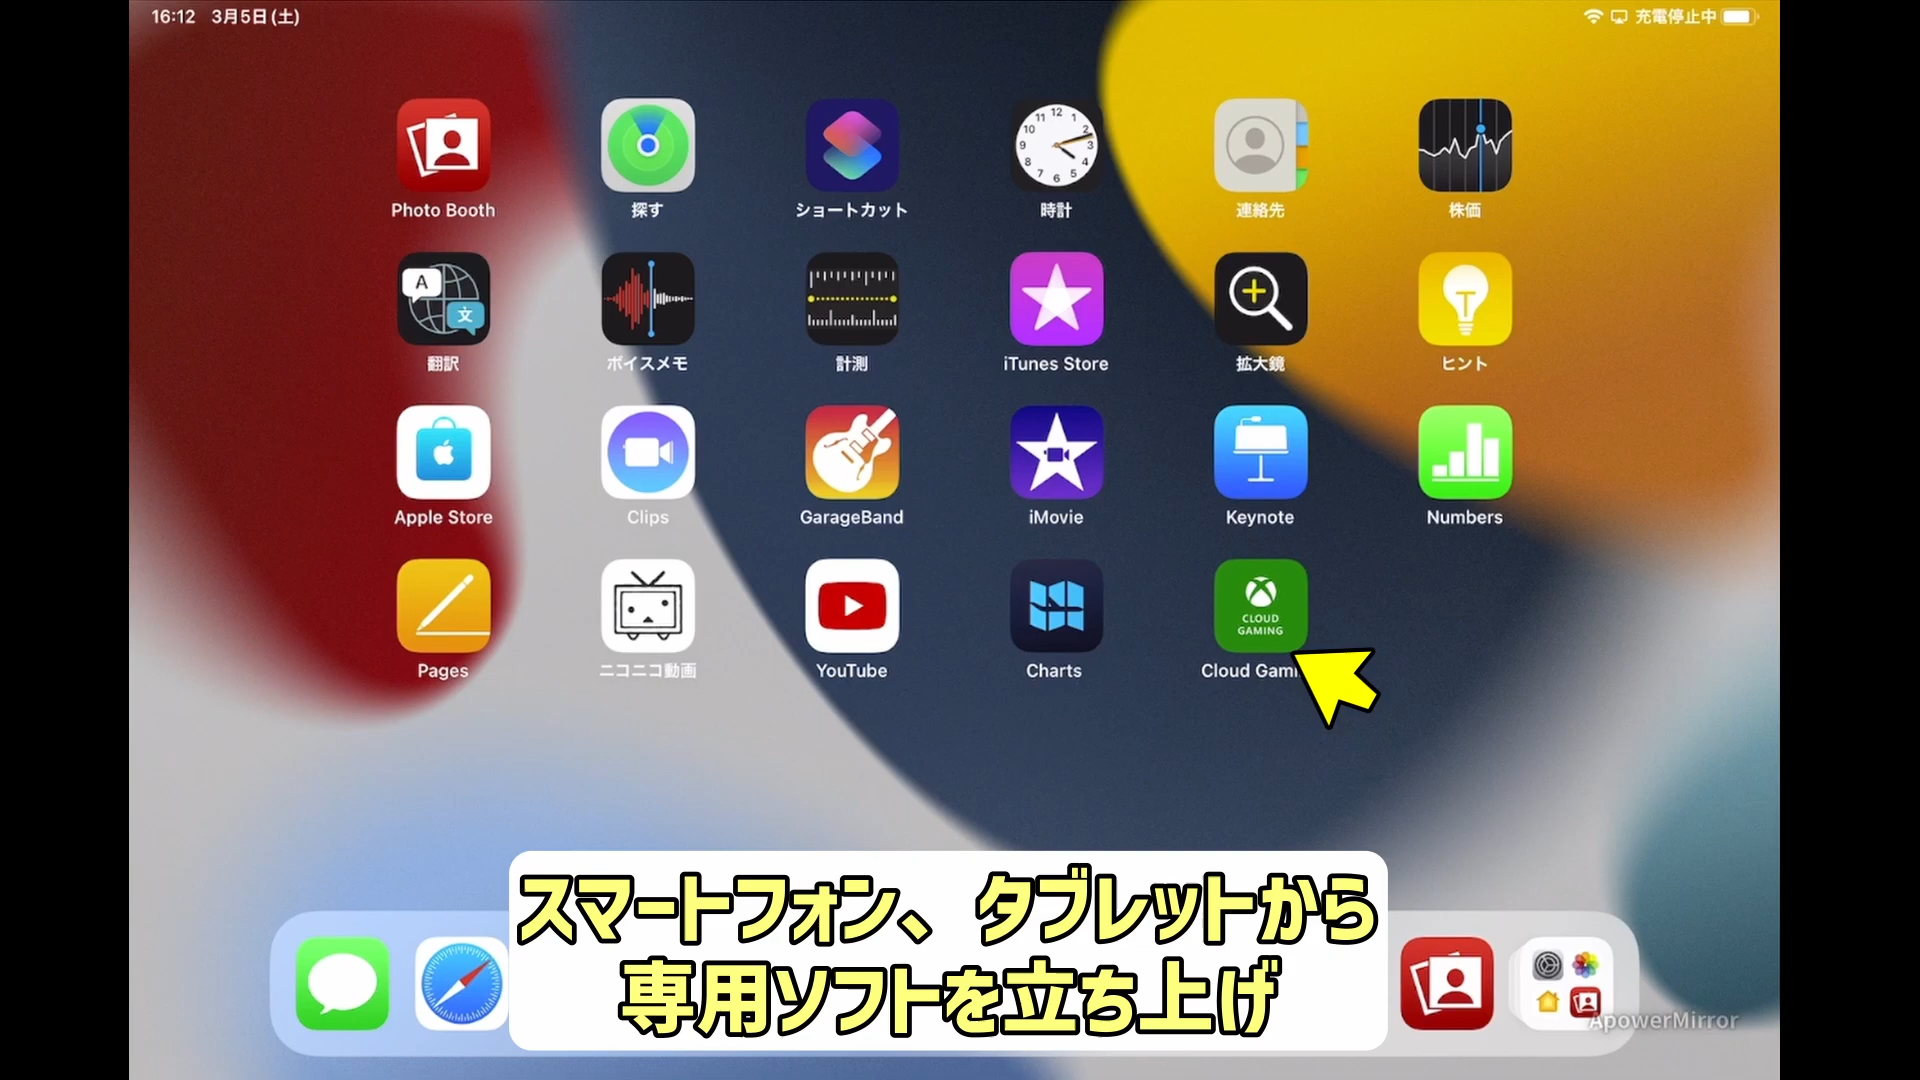 16:12 3月5日(土)
充電停止中
Photo Booth
探す
ショートカット
時計
連絡先
株価
翻訳
ボイスメモ
計測
iTunes Store
拡大鏡
ヒント
Apple Store
Clips
GarageBand
iMovie
Keynote
Numbers
CLOUD
GAMING
Pages
ニコニコ動画
YouTube
Charts
Cloud Gami
スマートフォン、タブレットから
専用ソフトを立ち上げ
ApowerMirror